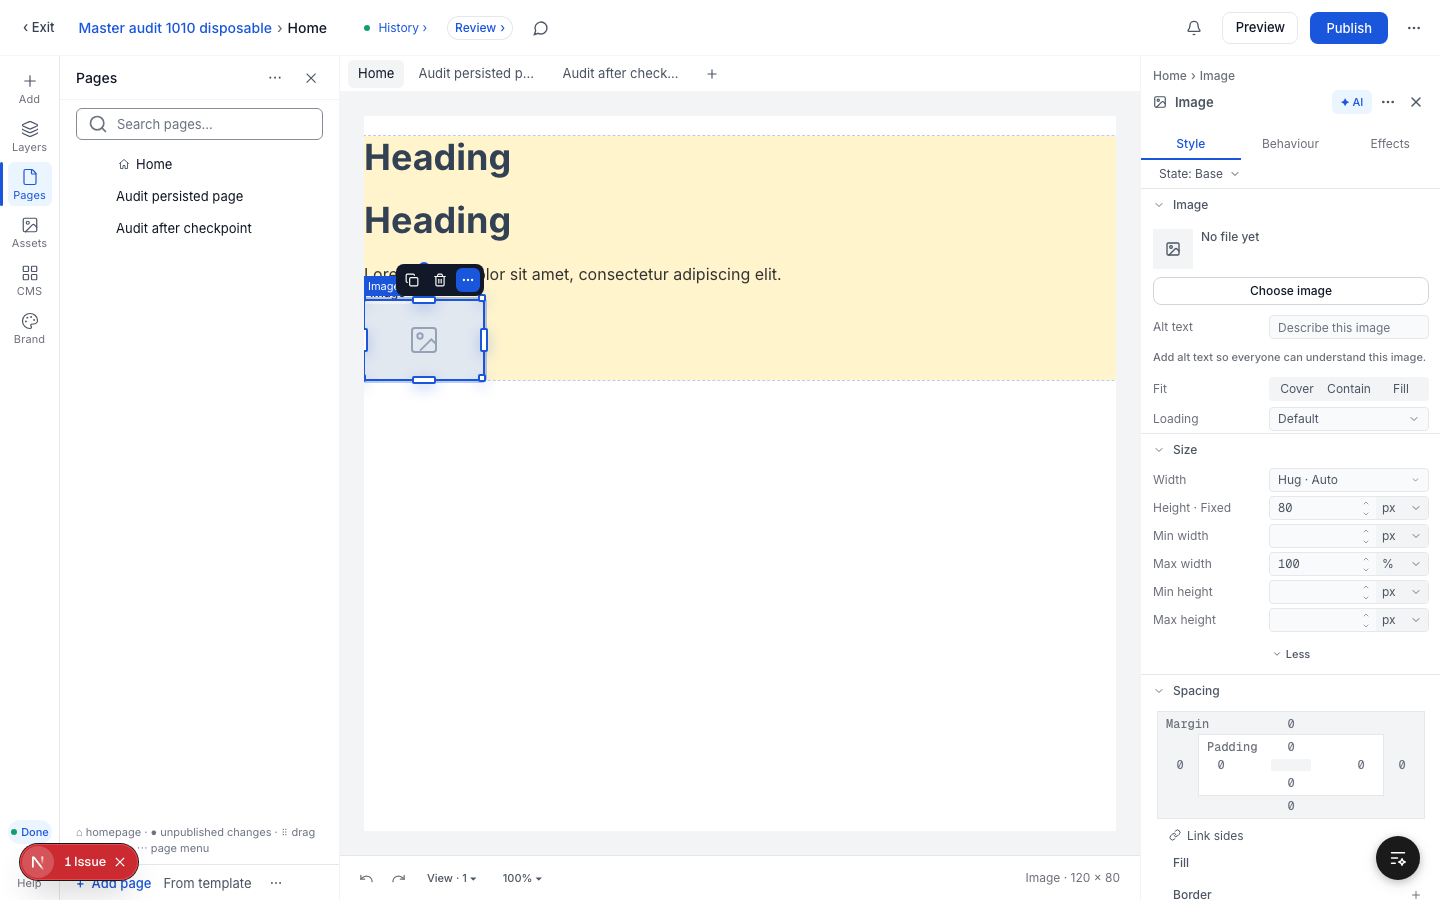 ‹ Exit
Master audit 1010 disposable › Home
History ›
Review ›
Preview
Publish
Add
Layers
Pages
Assets
CMS
Brand
Done
Help
1 Issue
Pages
Search pages...
Home
Audit persisted page
Audit after checkpoint
⌂ homepage · ● unpublished changes · ⠿ drag
··· page menu
+ Add page
From template
Home
Audit persisted p...
Audit after check...
Heading
Heading
Lore
lor sit amet, consectetur adipiscing elit.
Image
View · 1
100%
Image · 120 × 80
Home › Image
Image
AI
Style
Behaviour
Effects
State: Base
Image
No file yet
Choose image
Alt text
Describe this image
Add alt text so everyone can understand this image.
Fit
Cover
Contain
Fill
Loading
Default
Size
Width
Hug · Auto
Height · Fixed
80
px
Min width
px
Max width
100
%
Min height
px
Max height
px
Less
Spacing
Margin
0
Padding
0
0
0
0
0
0
0
Link sides
Fill
Border